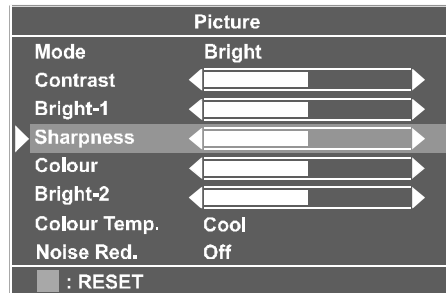 Picture
Mode Bright
Contrast
Bright-1
Sharpness
Colour
Bright-2
Colour Temp. Cool
Noise Red. Off
: RESET